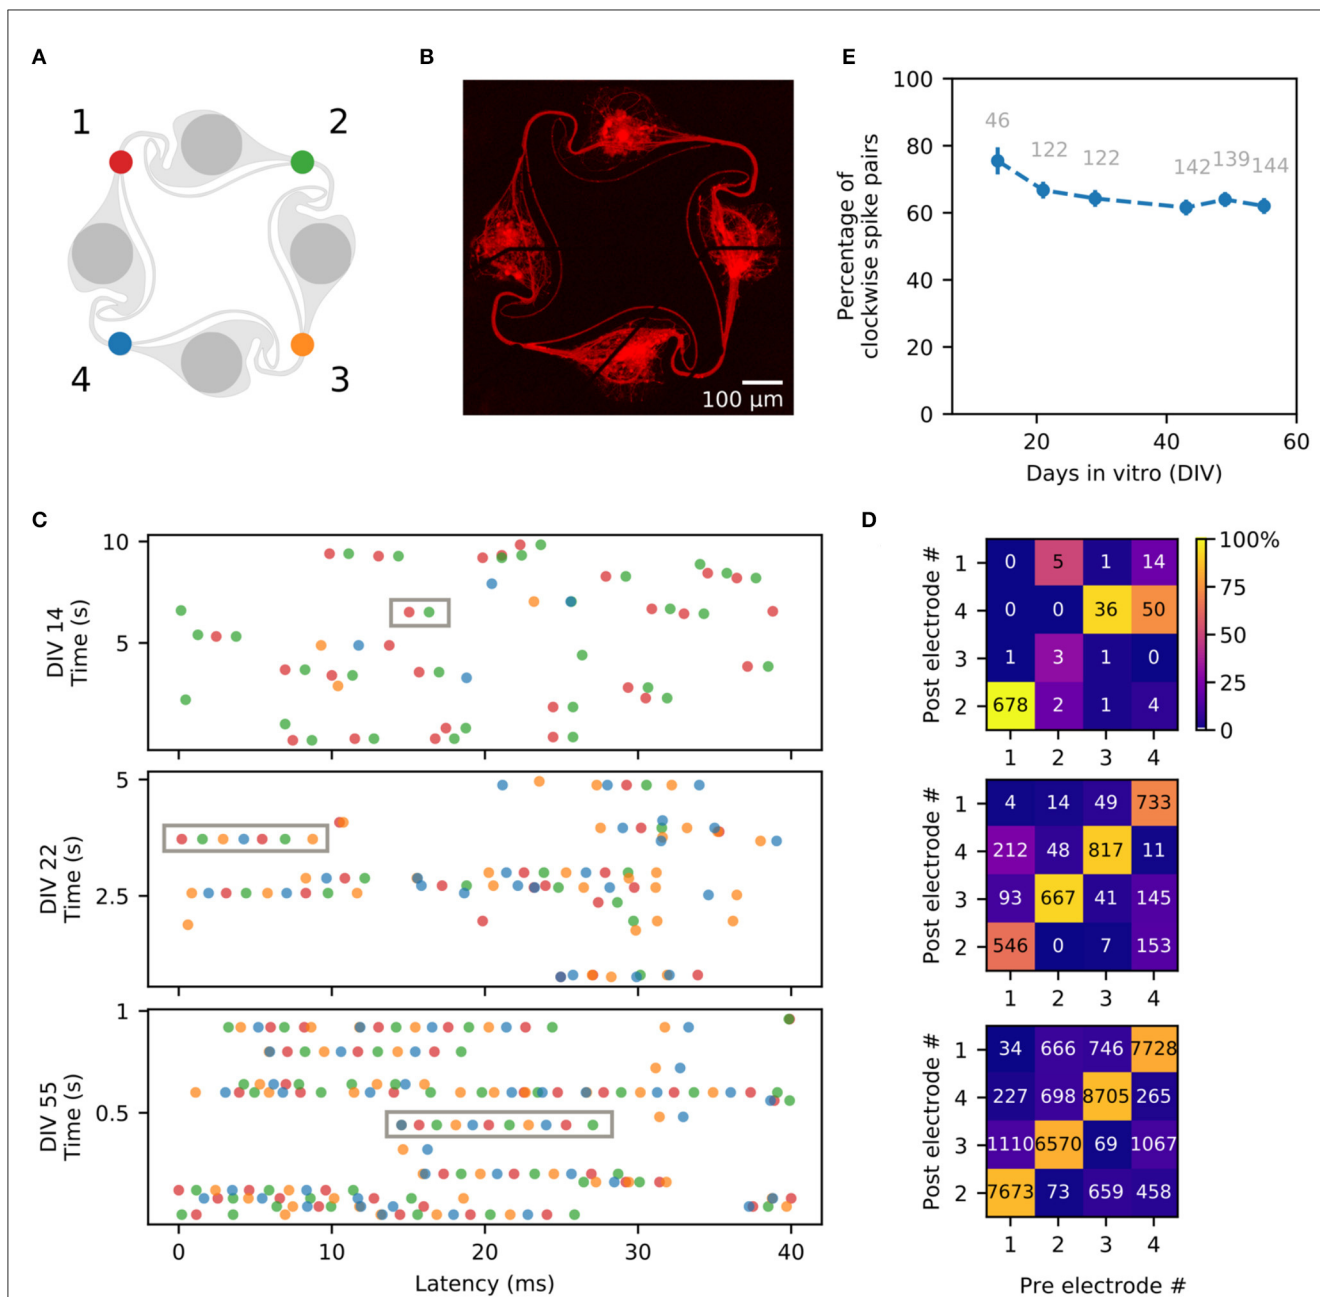 A
1
2
4
3
B
100 µm
E
100
80
60
40
20
0
46
122
122
142
139
144
20
40
60
Percentage of
clockwise spike pairs
Days in vitro (DIV)
C
10
5
DIV 14
Time (s)
5
2.5
DIV 22
Time (s)
1
0.5
DIV 55
Time (s)
0
10
20
30
40
Latency (ms)
D
Post electrode #
1
4
3
2
0 5 1 14
0 0 36 50
1 3 1 0
678 2 1 4
1 2 3 4
100%
75
50
25
0
Post electrode #
1
4
3
2
4 14 49 733
212 48 817 11
93 667 41 145
546 0 7 153
1 2 3 4
Post electrode #
1
4
3
2
34 666 746 7728
227 698 8705 265
1110 6570 69 1067
7673 73 659 458
1 2 3 4
Pre electrode #